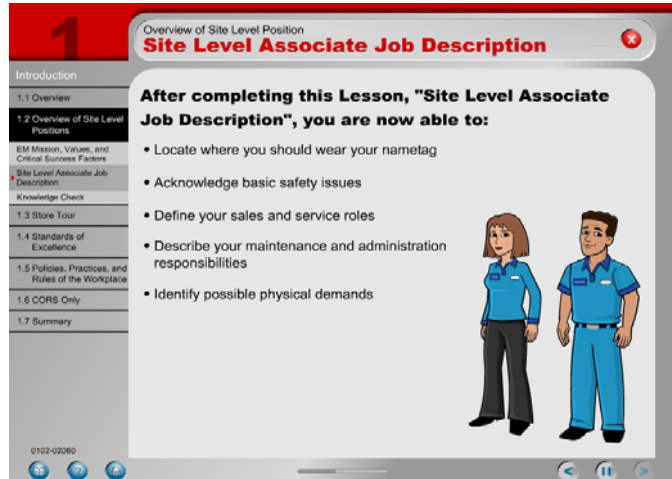 1
Overview of Site Level Position
Site Level Associate Job Description
Introduction
1.1 Overview
1.2 Overview of Site Level
Positions
EM Mission, Values, and
Critical Success Factors
Site Level Associate Job
Description
Knowledge Check
1.3 Store Tour
1.4 Standards of
Excellence
1.5 Policies, Practices, and
Rules of the Workplace
1.6 CORS Only
1.7 Summary
After completing this Lesson, "Site Level Associate
Job Description", you are now able to:
• Locate where you should wear your nametag
• Acknowledge basic safety issues
• Define your sales and service roles
• Describe your maintenance and administration
responsibilities
• Identify possible physical demands
0102-02060